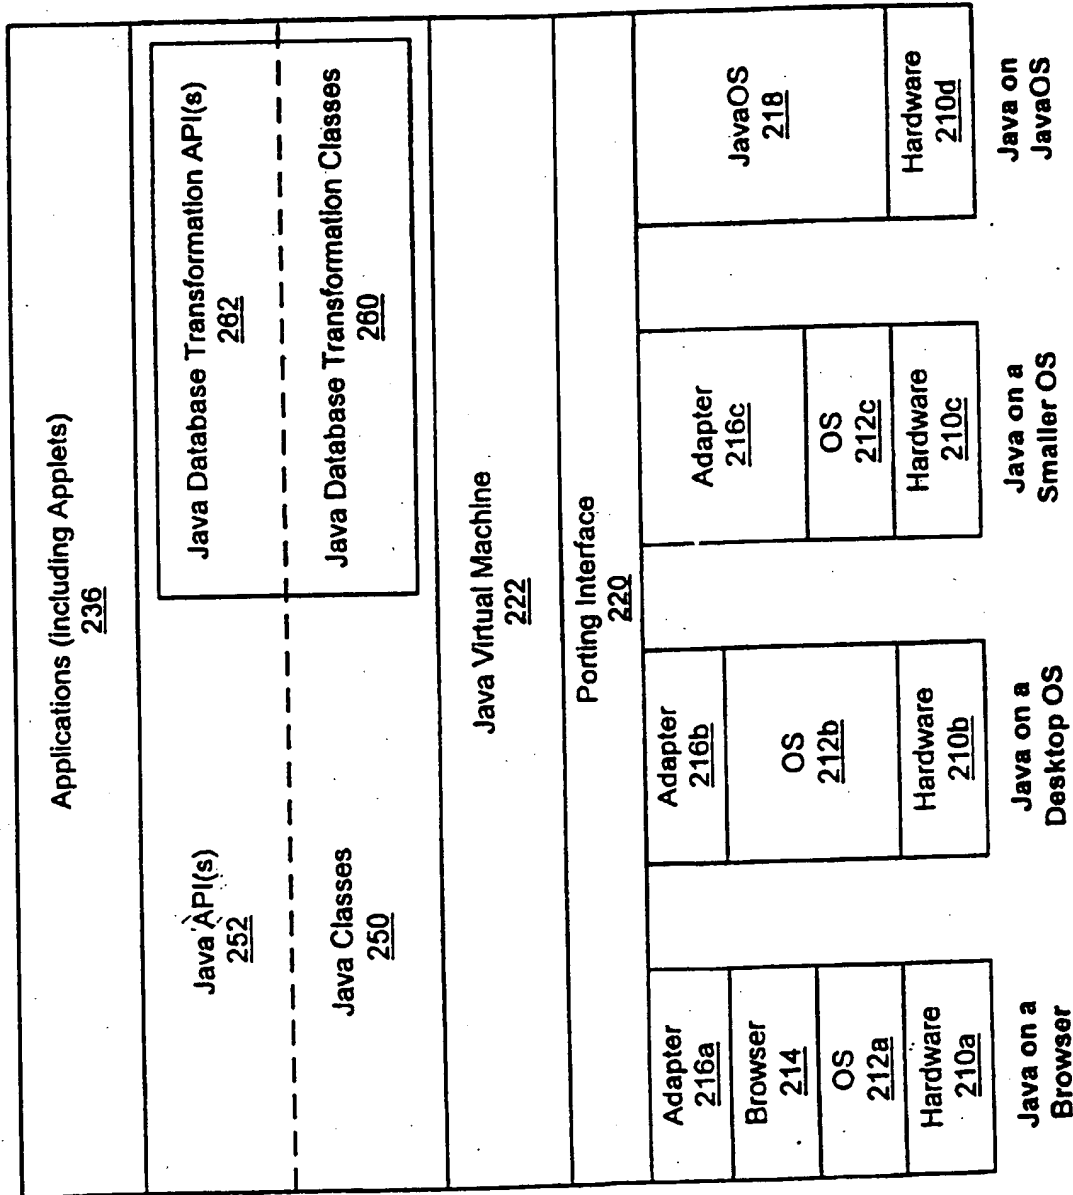 Applications (including Applets)
236
Java API(s)
252
Java Database Transformation API(s)
262
Java Classes
250
Java Database Transformation Classes
260
Java Virtual Machine
222
Porting Interface
220
Adapter
216a
Browser
214
OS
212a
Hardware
210a
Java on a
Browser
Adapter
216b
OS
212b
Hardware
210b
Java on a
Desktop OS
Adapter
216c
OS
212c
Hardware
210c
Java on a
Smaller OS
JavaOS
218
Hardware
210d
Java on
JavaOS